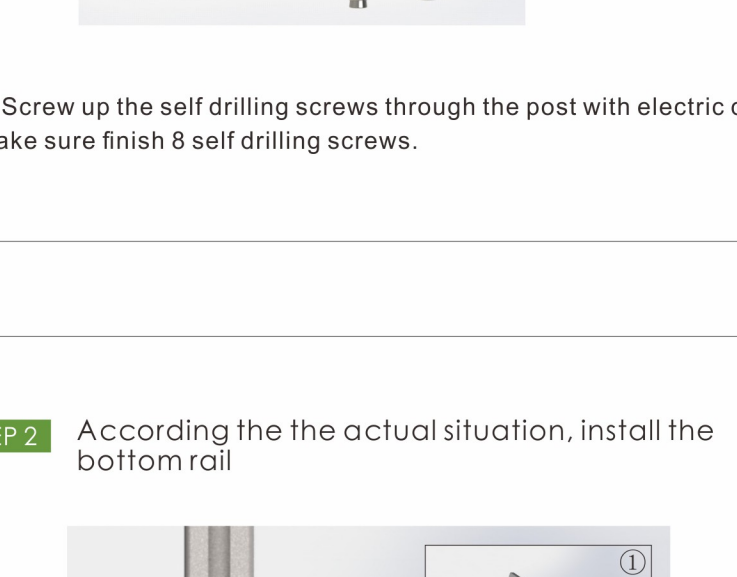 Screw up the self drilling screws through the post with electric
sure finish 8 self drilling screws.
2
According the the actual situation, install the
bottom rail
①